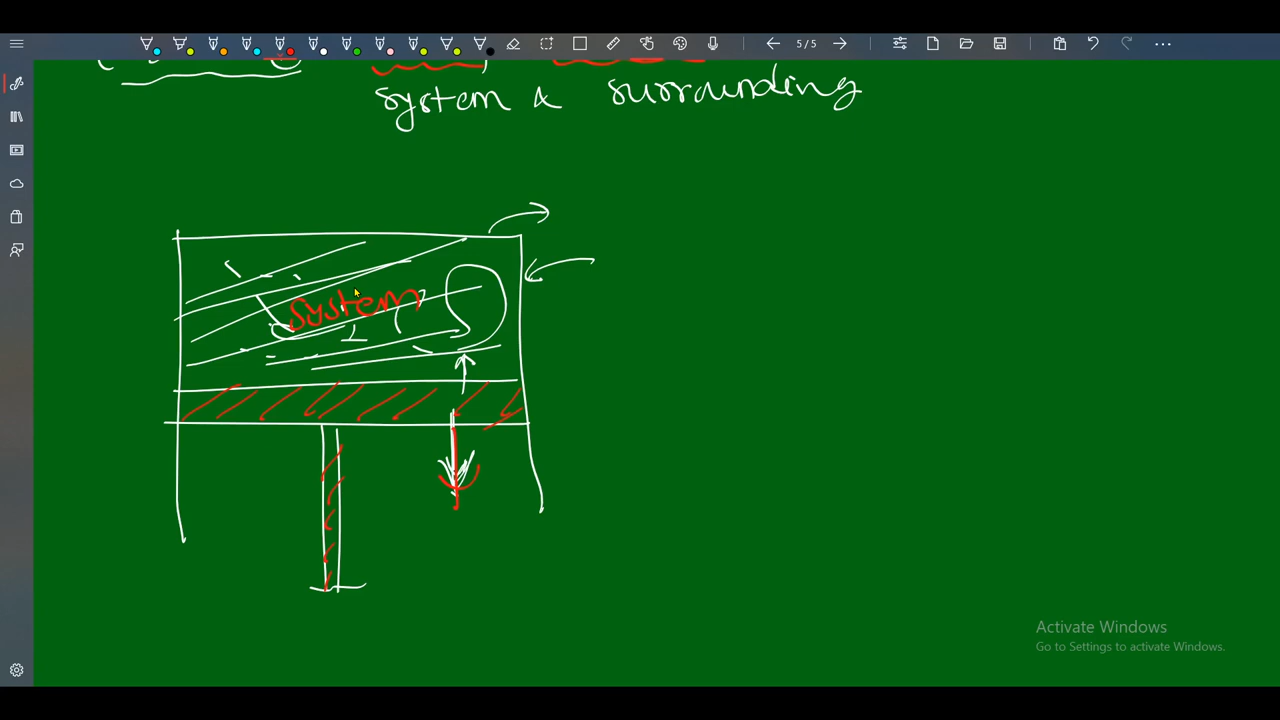 5/5
system & surrounding
system
Activate Windows
Go to Settings to activate Windows.